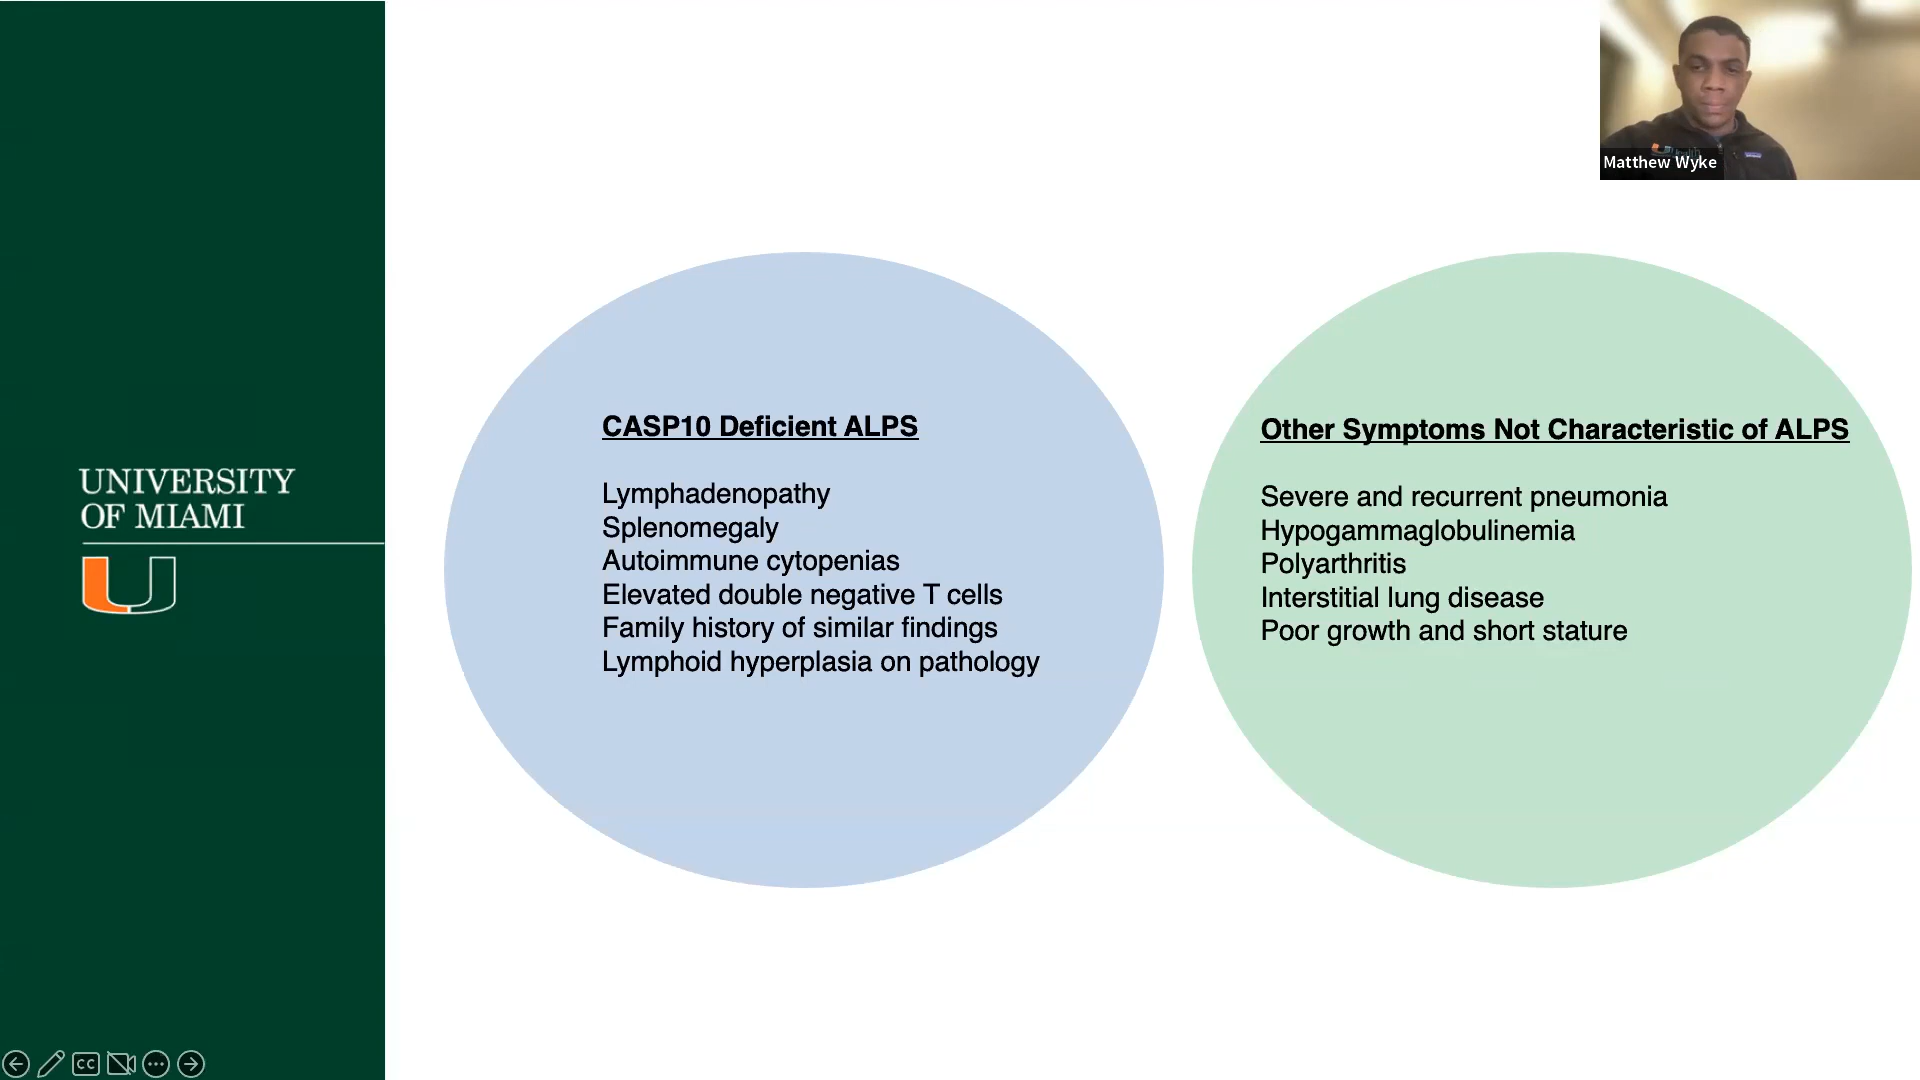 Matthew Wyke
UNIVERSITY
OF MIAMI
CASP10 Deficient ALPS
Lymphadenopathy
Splenomegaly
Autoimmune cytopenias
Elevated double negative T cells
Family history of similar findings
Lymphoid hyperplasia on pathology
Other Symptoms Not Characteristic of ALPS
Severe and recurrent pneumonia
Hypogammaglobulinemia
Polyarthritis
Interstitial lung disease
Poor growth and short stature
CC